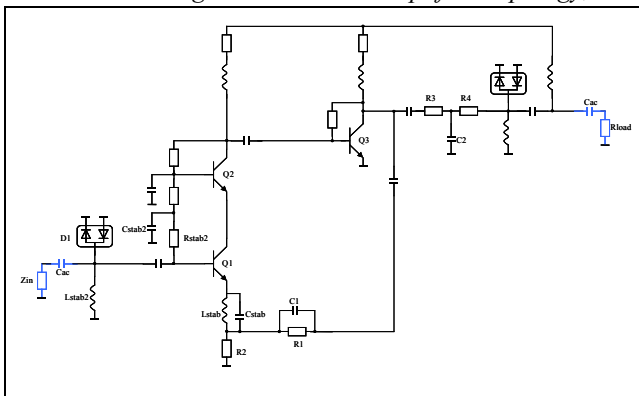 R3
R4
Cac
Rload
Q3
C2
Q2
Cstab2
D1
Rstab2
Q1
Zin
Cac
Lstab2
Lstab
Cstab
C1
R1
R2